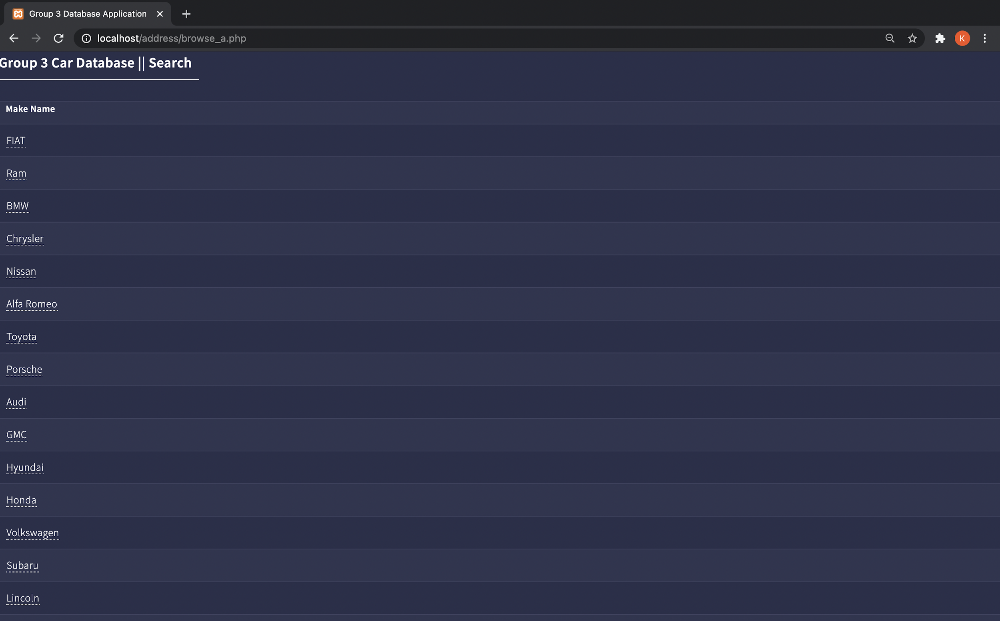 Group 3 Database Application
localhost/address/browse_a.php
K
Group 3 Car Database || Search
Make Name
FIAT
Ram
BMW
Chrysler
Nissan
Alfa Romeo
Toyota
Porsche
Audi
GMC
Hyundai
Honda
Volkswagen
Subaru
Lincoln